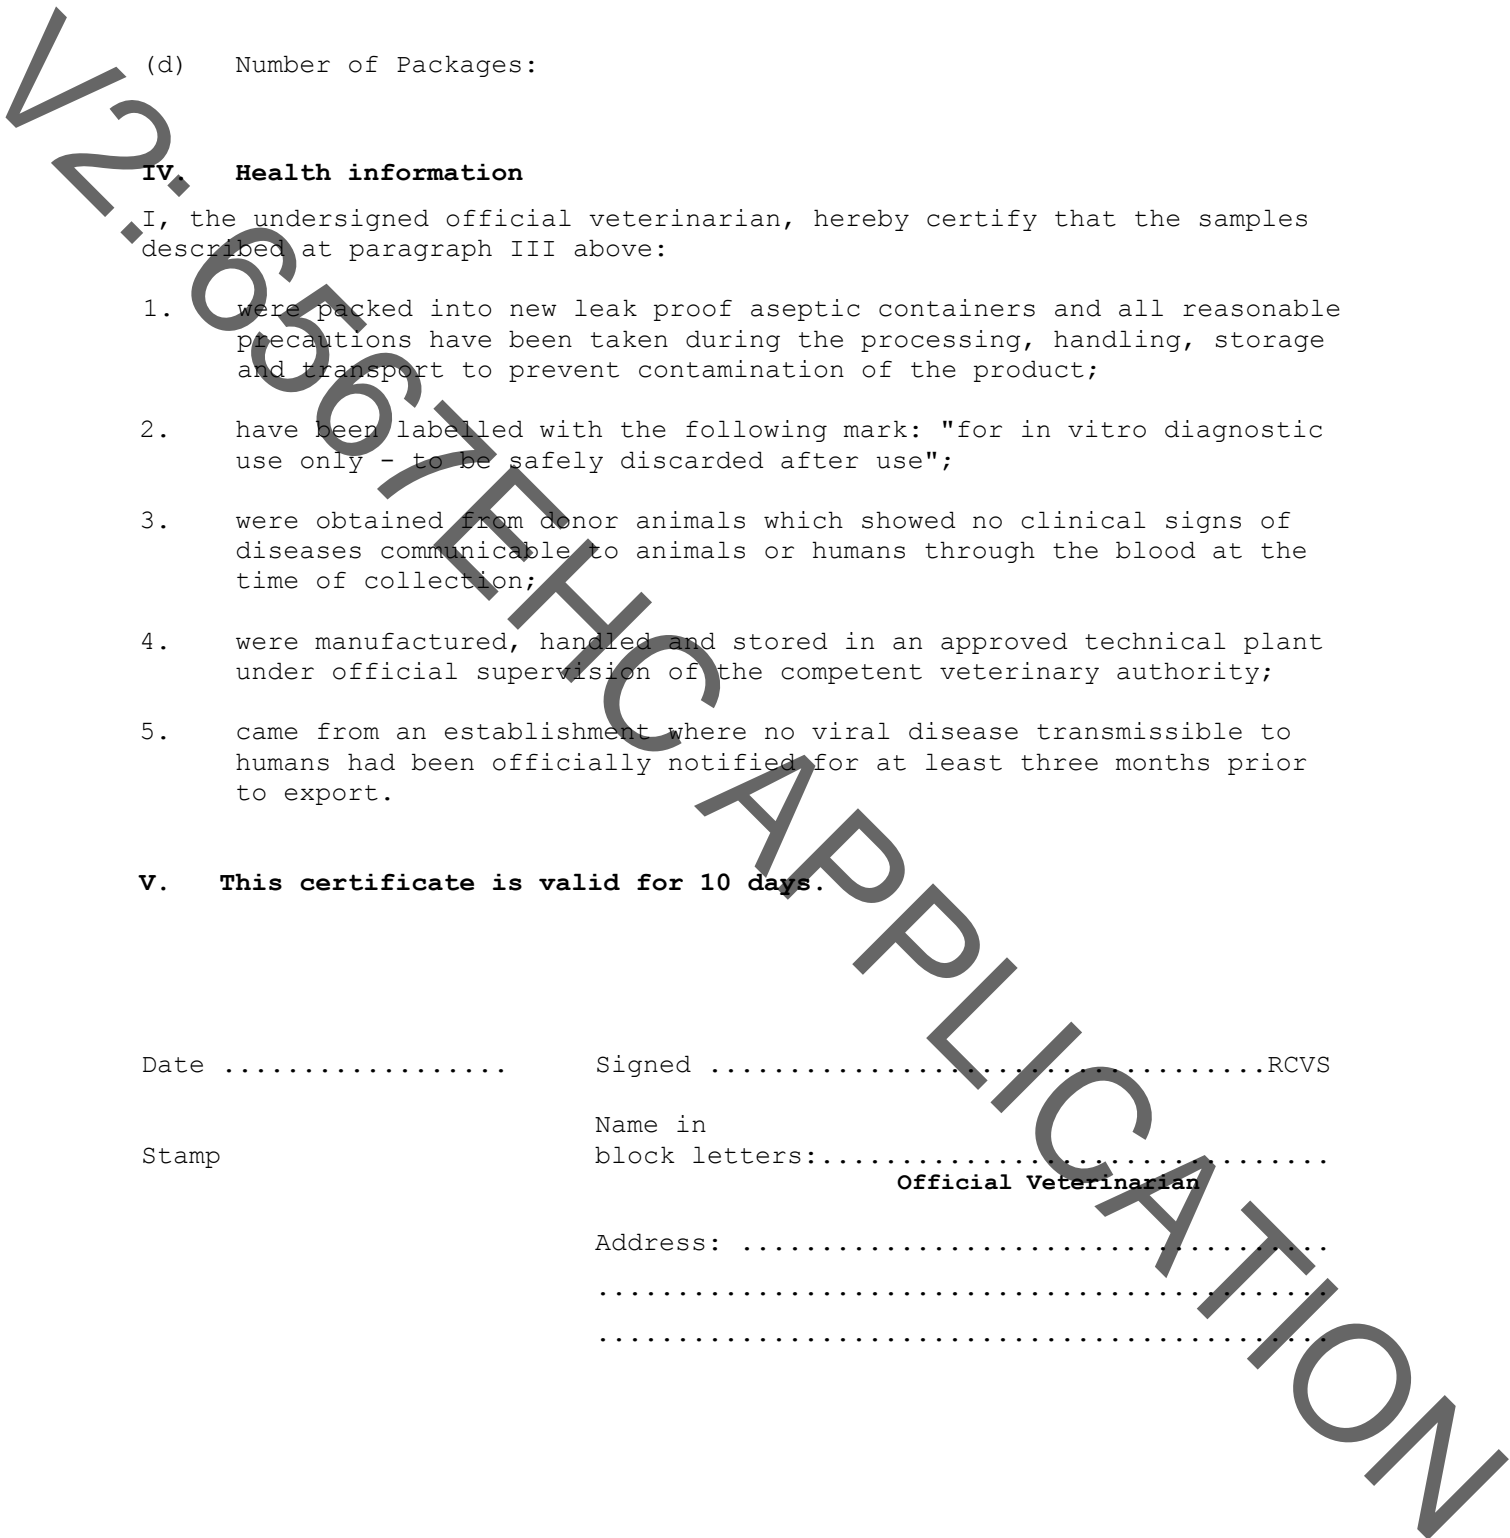 (d) Number of Packages:
IV. Health information
I, the undersigned official veterinarian, hereby certify that the samples
described at paragraph III above:
1. were packed into new leak proof aseptic containers and all reasonable
precautions have been taken during the processing, handling, storage
and transport to prevent contamination of the product;
2. have been labelled with the following mark: "for in vitro diagnostic
use only - to be safely discarded after use";
3. were obtained from donor animals which showed no clinical signs of
diseases communicable to animals or humans through the blood at the
time of collection;
4. were manufactured, handled and stored in an approved technical plant
under official supervision of the competent veterinary authority;
5. came from an establishment where no viral disease transmissible to
humans had been officially notified for at least three months prior
to export.
V. This certificate is valid for 10 days.
Date .................. Signed ...................................RCVS
Name in
Stamp block letters:................................
Official Veterinarian
Address: .....................................
..............................................
..............................................
V2: 6567EHC APPLICATION